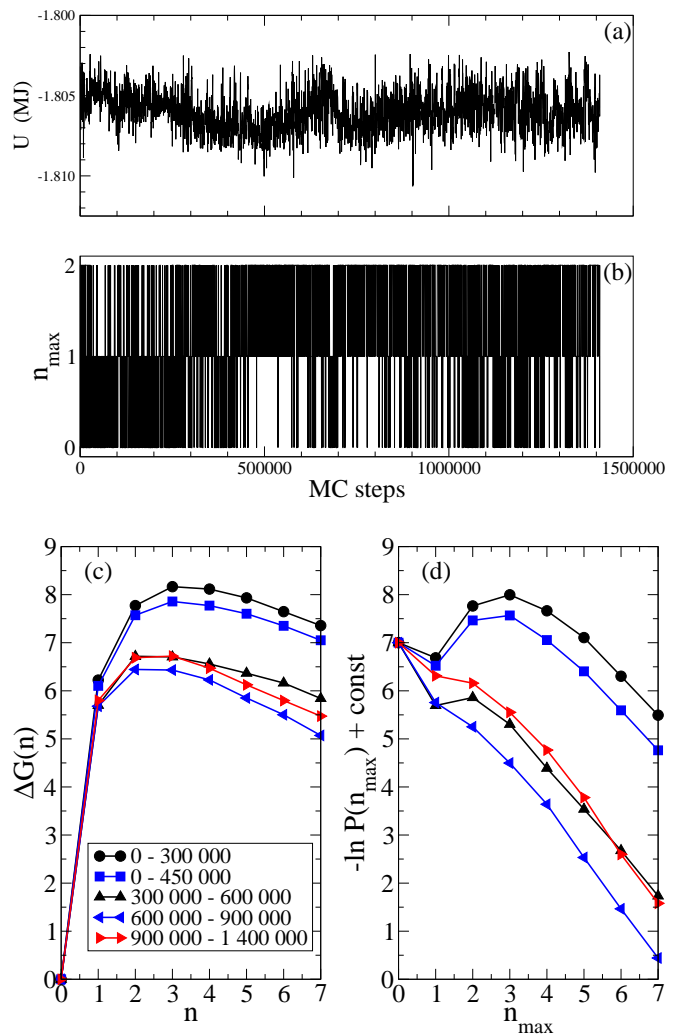 -1.800
(a)
-1.805
U (MJ)
-1.810
2
(b)
n_max
1
0
0 500000 1000000 1500000
MC steps
9 9
(c) (d)
8 8
7 7
6 6
5 5
ΔG(n)
-ln P(n_max) + const
4 4
3 3
0 - 300 000
0 - 450 000
300 000 - 600 000
600 000 - 900 000
900 000 - 1 400 000
2 2
1 1
0 0
0 1 2 3 4 5 6 7 0 1 2 3 4 5 6 7
n n_max